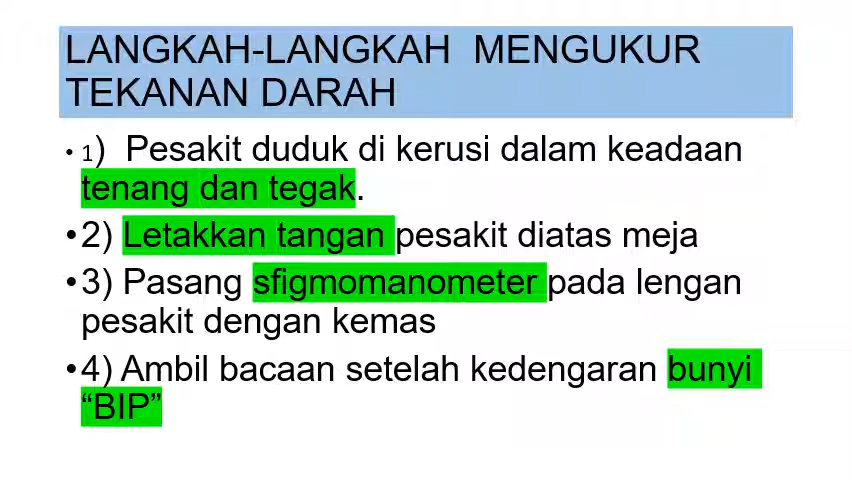 LANGKAH-LANGKAH MENGUKUR
TEKANAN DARAH
• 1) Pesakit duduk di kerusi dalam keadaan
tenang dan tegak.
•2) Letakkan tangan pesakit diatas meja
•3) Pasang sfigmomanometer pada lengan
pesakit dengan kemas
•4) Ambil bacaan setelah kedengaran bunyi
“BIP”